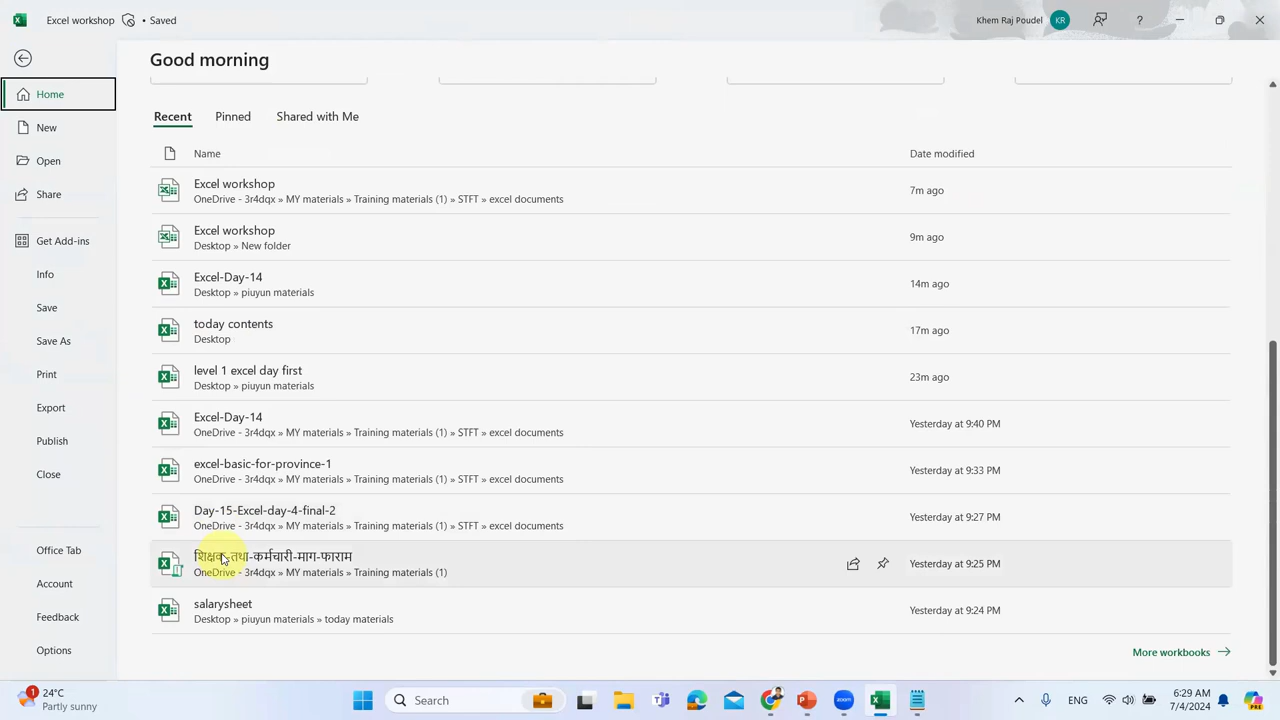 Excel workshop • Saved
Khem Raj Poudel KR
Good morning
Home
New
Open
Share
Get Add-ins
Info
Save
Save As
Print
Export
Publish
Close
Office Tab
Account
Feedback
Options
Recent Pinned Shared with Me
Name Date modified
Excel workshop
OneDrive - 3r4dqx » MY materials » Training materials (1) » STFT » excel documents
7m ago
Excel workshop
Desktop » New folder
9m ago
Excel-Day-14
Desktop » piuyun materials
14m ago
today contents
Desktop
17m ago
level 1 excel day first
Desktop » piuyun materials
23m ago
Excel-Day-14
OneDrive - 3r4dqx » MY materials » Training materials (1) » STFT » excel documents
Yesterday at 9:40 PM
excel-basic-for-province-1
OneDrive - 3r4dqx » MY materials » Training materials (1) » STFT » excel documents
Yesterday at 9:33 PM
Day-15-Excel-day-4-final-2
OneDrive - 3r4dqx » MY materials » Training materials (1) » STFT » excel documents
Yesterday at 9:27 PM
शिक्षक-तथा-कर्मचारी-माग-फाराम
OneDrive - 3r4dqx » MY materials » Training materials (1)
Yesterday at 9:25 PM
salarysheet
Desktop » piuyun materials » today materials
Yesterday at 9:24 PM
More workbooks
1
24°C
Partly sunny
Search
ENG
6:29 AM
7/4/2024
PRE